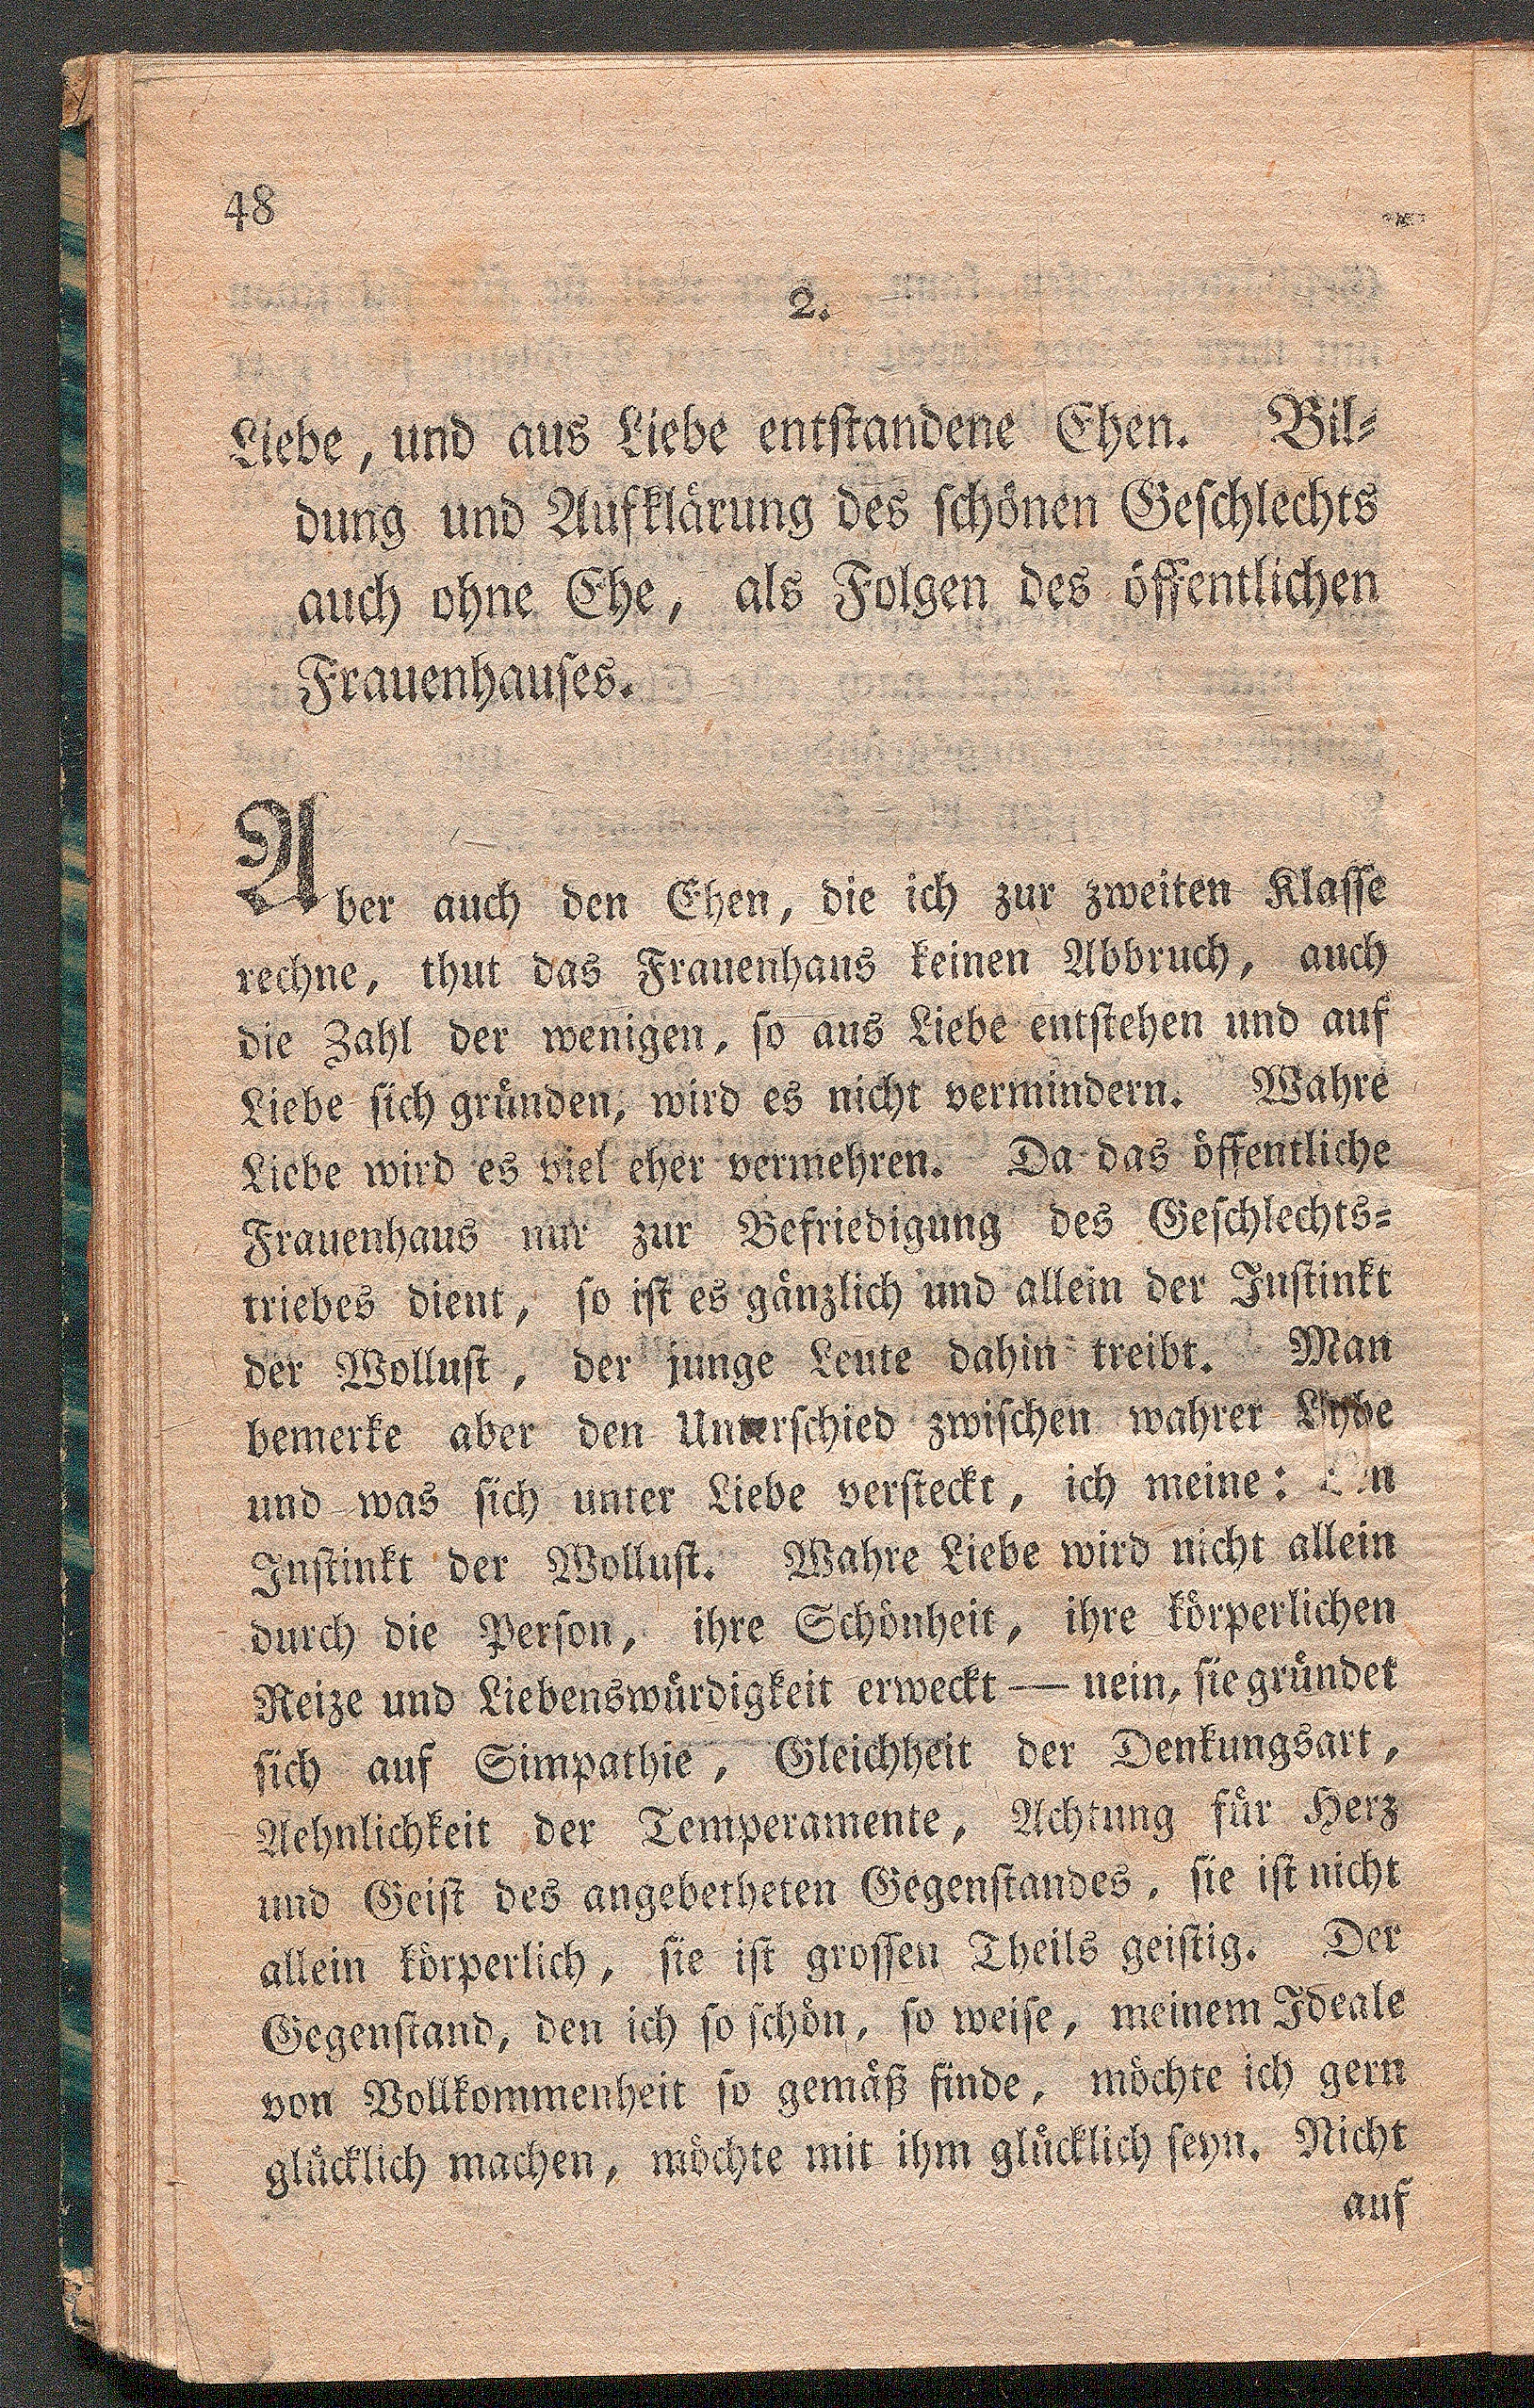 48
2.
Liebe, und aus Liebe entstandene Ehen. Bil-
dung und Aufklärung des schönen Geschlechts
auch ohne Ehe, als Folgen des öffentlichen
Frauenhauses.
Aber auch den Ehen, die ich zur zweiten Klasse
rechne, thut das Frauenhaus keinen Abbruch, auch
die Zahl der wenigen, so aus Liebe entstehen und auf
Liebe sich gründen, wird es nicht vermindern. Wahre
Liebe wird es viel eher vermehren. Da das öffentliche
Frauenhaus nur zur Befriedigung des Geschlechts-
triebes dient, so ist es gänzlich und allein der Instinkt
der Wollust, der junge Leute dahin treibt. Man
bemerke aber den Unterschied zwischen wahrer Liebe
und was sich unter Liebe versteckt, ich meine: den
Instinkt der Wollust. Wahre Liebe wird nicht allein
durch die Person, ihre Schönheit, ihre körperlichen
Reize und Liebenswürdigkeit erweckt — nein, sie gründet
sich auf Simpathie, Gleichheit der Denkungsart,
Aehnlichkeit der Temperamente, Achtung für Herz
und Geist des angebetheten Gegenstandes, sie ist nicht
allein körperlich, sie ist grossen Theils geistig. Der
Gegenstand, den ich so schön, so weise, meinem Ideale
von Vollkommenheit so gemäß finde, möchte ich gern
glücklich machen, möchte mit ihm glücklich seyn. Nicht
auf